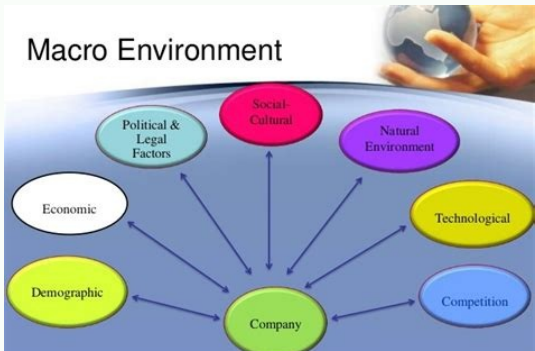 Macro Environment
Social-
Cultural
Political &
Legal
Factors
Natural
Environment
Economic
Technological
Demographic
Competition
Company